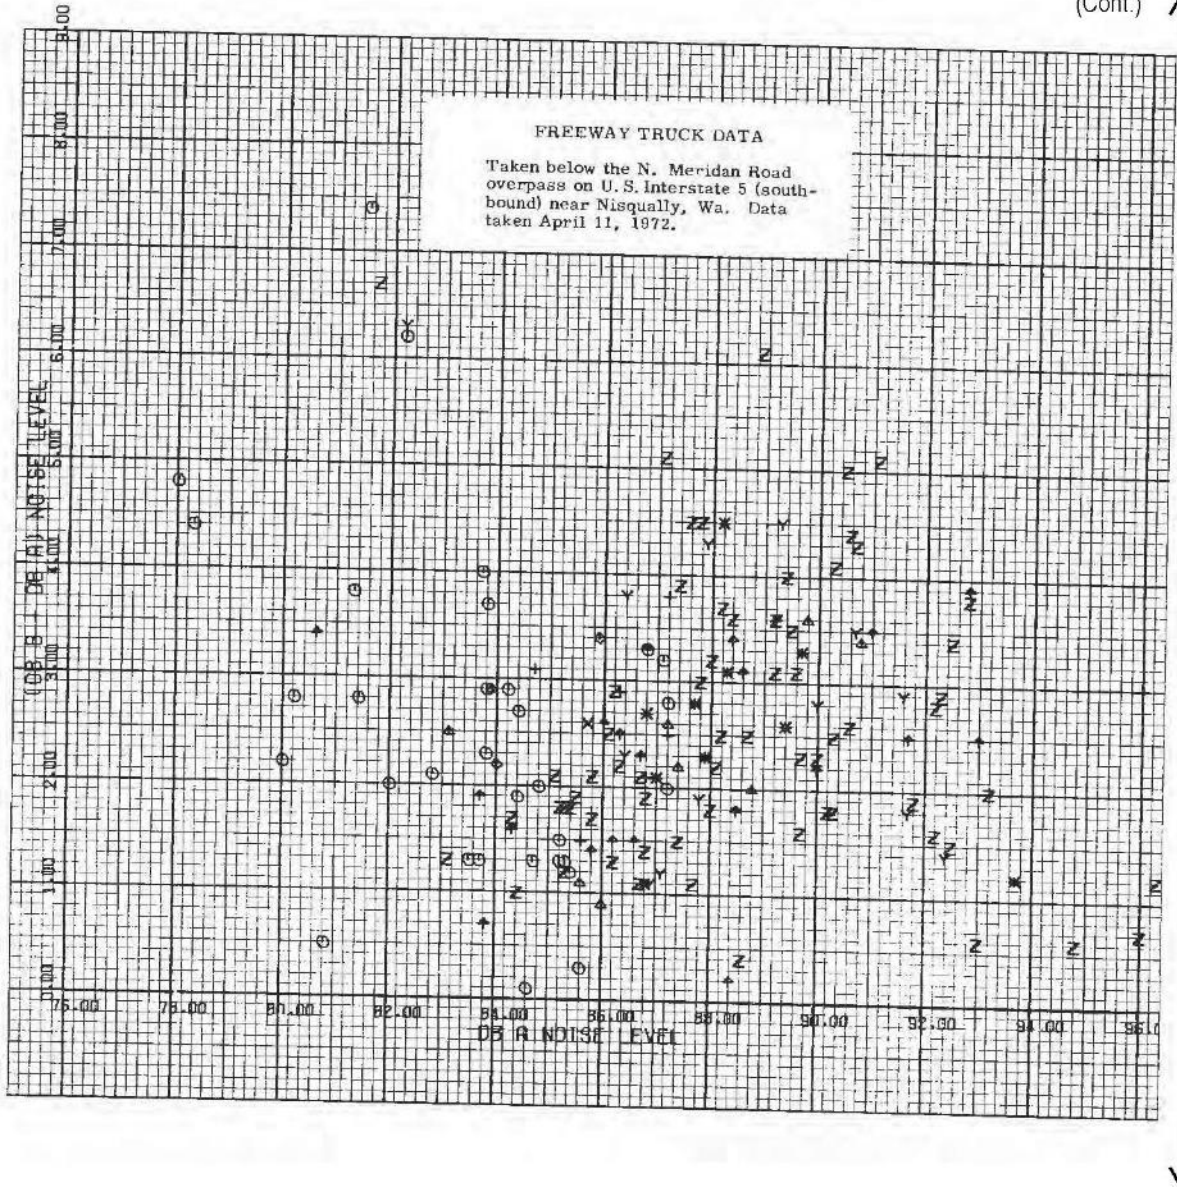 (Cont.)
FREEWAY TRUCK DATA
Taken below the N. Meridan Road
overpass on U. S. Interstate 5 (south-
bound) near Nisqually, Wa. Data
taken April 11, 1972.
9.00
8.00
7.00
6.00
5.00
4.00
3.00
2.00
1.00
0.00
(DB B - DB A) NOISE LEVEL
76.00 78.00 80.00 82.00 84.00 86.00 88.00 90.00 92.00 94.00 96.0
DB A NOISE LEVEL